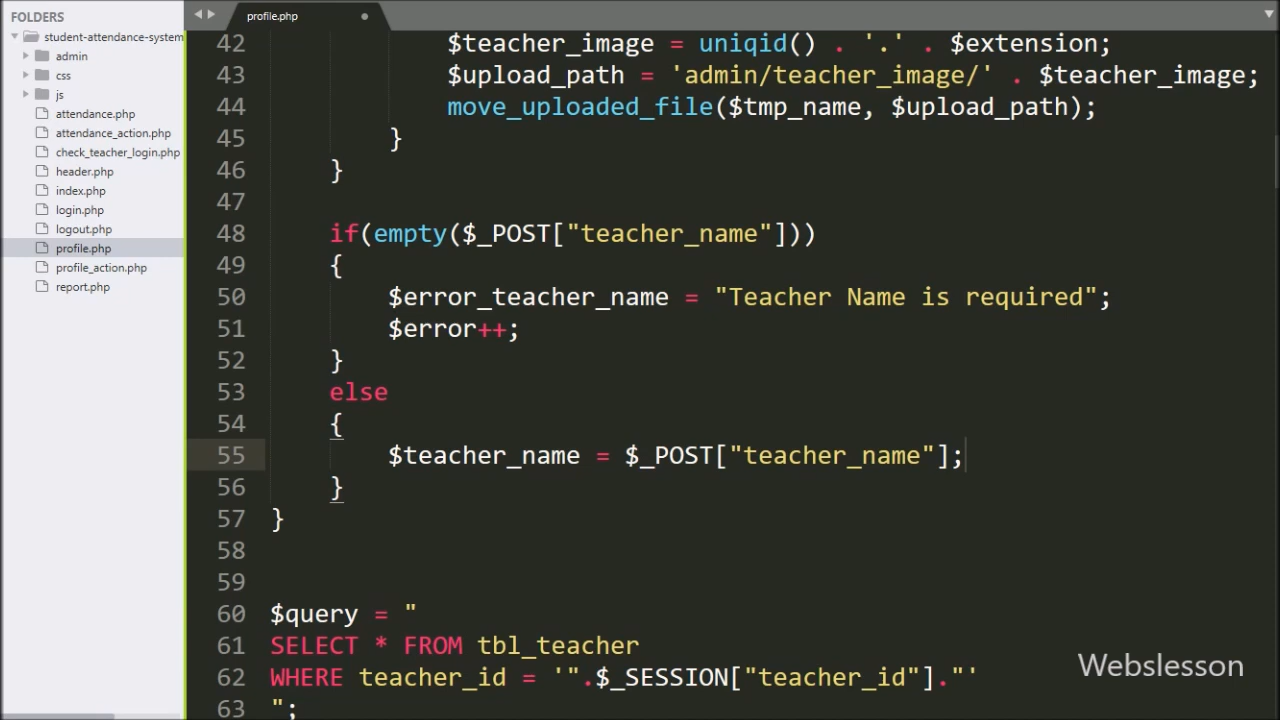 FOLDERS
student-attendance-system
admin
css
js
attendance.php
attendance_action.php
check_teacher_login.php
header.php
index.php
login.php
logout.php
profile.php
profile_action.php
report.php
profile.php
42 $teacher_image = uniqid() . '.' . $extension;
43 $upload_path = 'admin/teacher_image/' . $teacher_image;
44 move_uploaded_file($tmp_name, $upload_path);
45 }
46 }
47
48 if(empty($_POST["teacher_name"]))
49 {
50 $error_teacher_name = "Teacher Name is required";
51 $error++;
52 }
53 else
54 {
55 $teacher_name = $_POST["teacher_name"];
56 }
57 }
58
59
60 $query = "
61 SELECT * FROM tbl_teacher
62 WHERE teacher_id = '".$_SESSION["teacher_id"]."'
63 ";
Webslesson